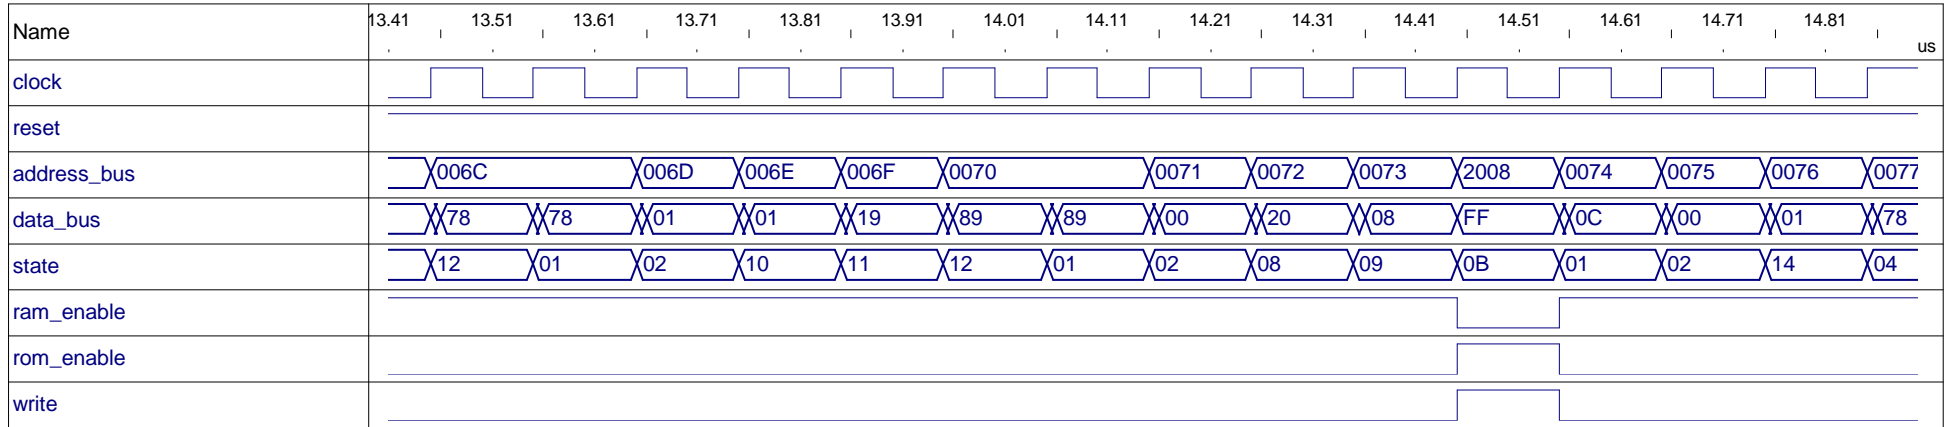 Name 13.41 13.51 13.61 13.71 13.81 13.91 14.01 14.11 14.21 14.31 14.41 14.51 14.61 14.71 14.81 us
clock
reset
address_bus 006C 006D 006E 006F 0070 0071 0072 0073 2008 0074 0075 0076 0077
data_bus 78 78 01 01 19 89 89 00 20 08 FF 0C 00 01 78
state 12 01 02 10 11 12 01 02 08 09 0B 01 02 14 04
ram_enable
rom_enable
write